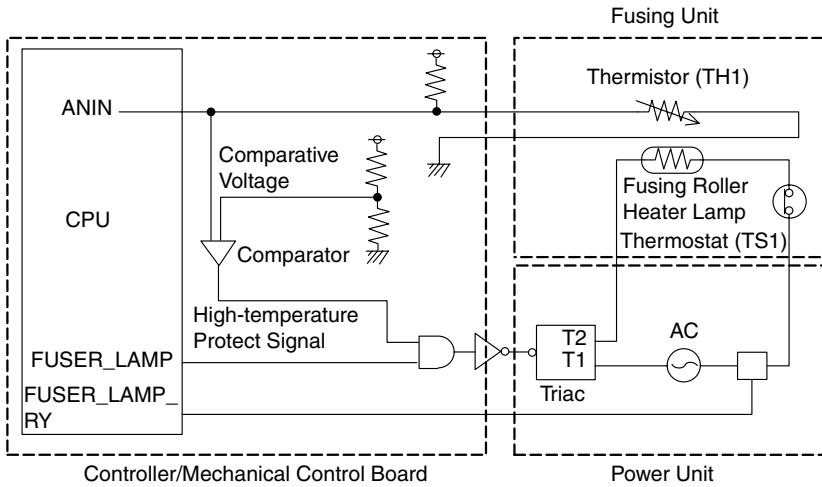 Fusing Unit
Thermistor (TH1)
ANIN
Comparative
Voltage
Fusing Roller
Heater Lamp
Thermostat (TS1)
CPU
Comparator
High-temperature
Protect Signal
T2
T1
AC
Triac
FUSER_LAMP
FUSER_LAMP_
RY
Controller/Mechanical Control Board
Power Unit